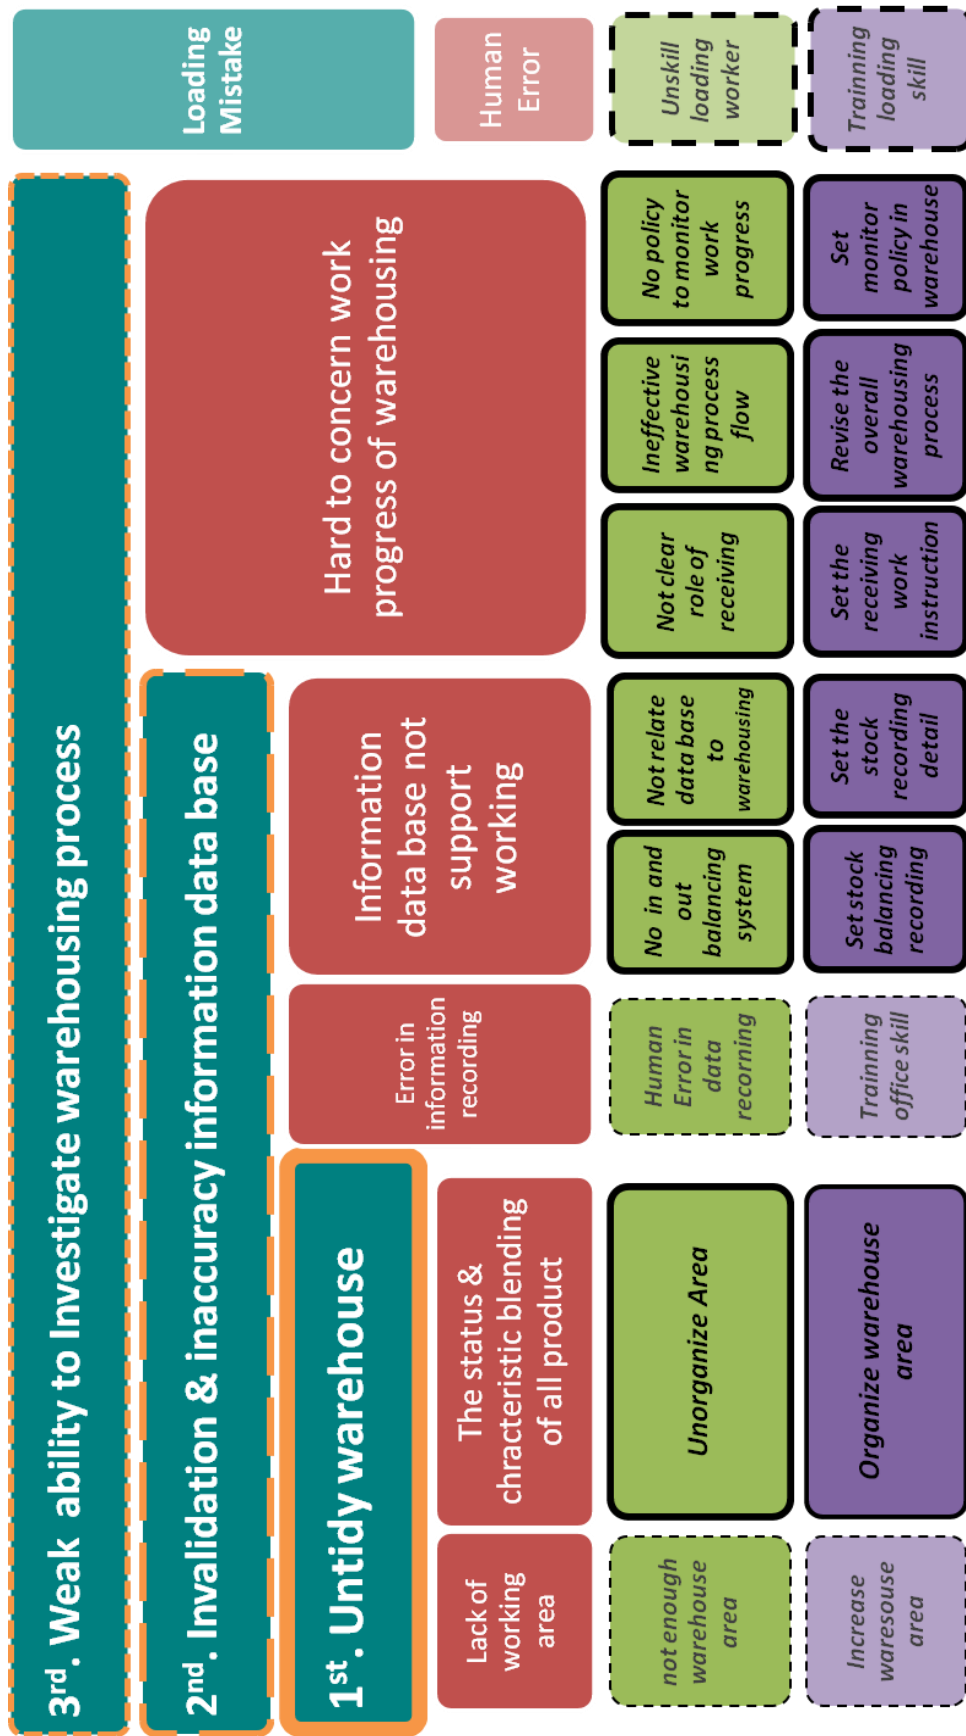 3rd. Weak ability to Investigate warehousing process
Loading
Mistake
2nd. Invalidation & inaccuracy information data base
Hard to concern work
progress of warehousing
1st. Untidy warehouse
Error in
information
recording
Information
data base not
support
working
Lack of
working
area
The status &
chracteristic blending
of all product
Human
Error
not enough
warehouse
area
Unorganize Area
Human
Error in
data
recorning
No in and
out
balancing
system
Not relate
data base
to
warehousing
Not clear
role of
receiving
Ineffective
warehousi
ng process
flow
No policy
to monitor
work
progress
Unskill
loading
worker
Increase
waresouse
area
Organize warehouse
area
Trainning
office skill
Set stock
balancing
recording
Set the
stock
recording
detail
Set the
receiving
work
instruction
Revise the
overall
warehousing
process
Set
monitor
policy in
warehouse
Trainning
loading
skill